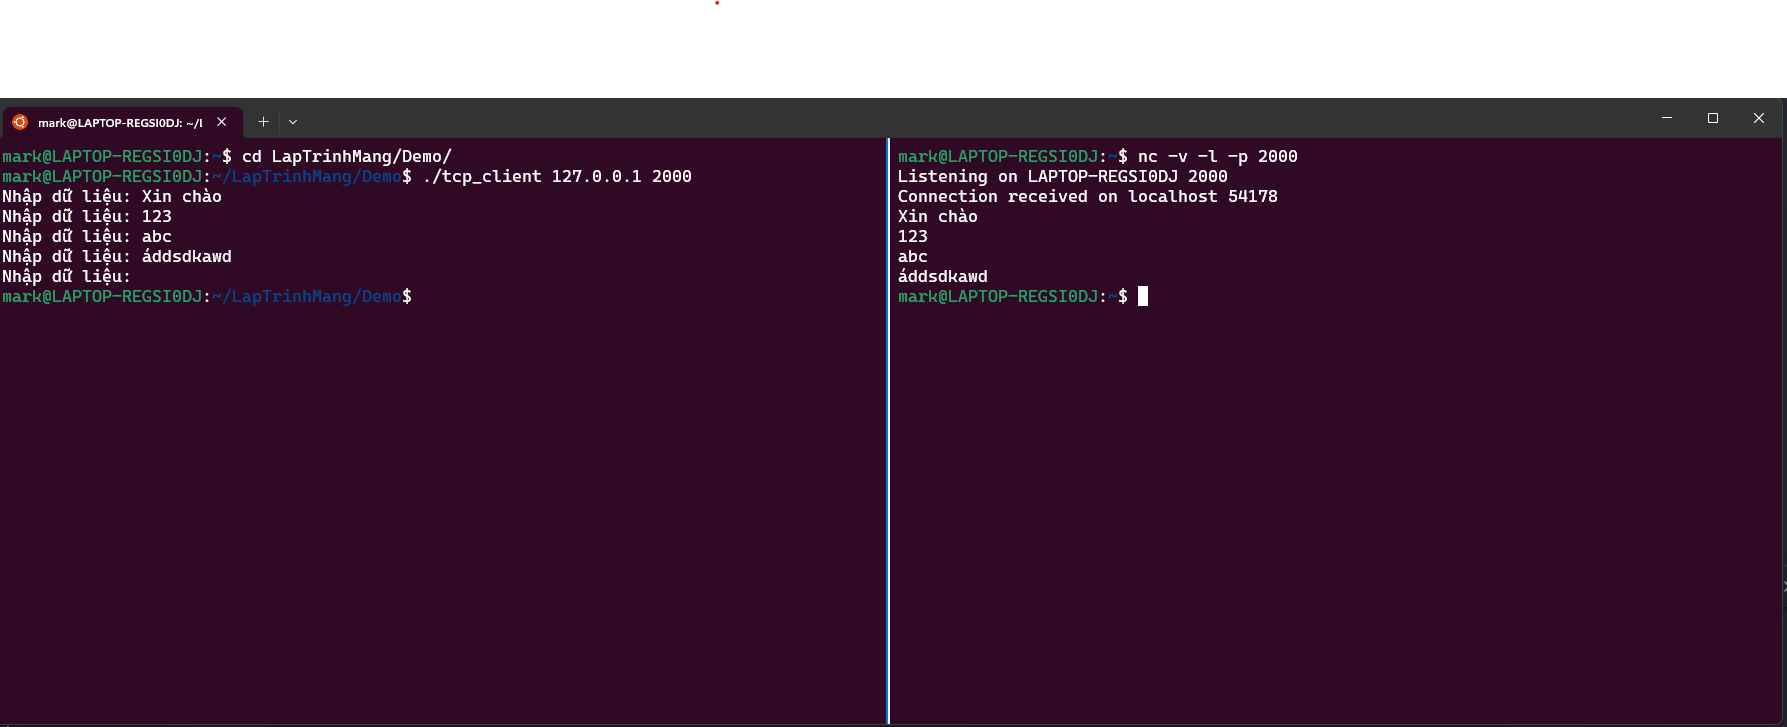 mark@LAPTOP-REGSI0DJ: ~/l
mark@LAPTOP-REGSI0DJ:~$ cd LapTrinhMang/Demo/
mark@LAPTOP-REGSI0DJ:~/LapTrinhMang/Demo$ ./tcp_client 127.0.0.1 2000
Nhập dữ liệu: Xin chào
Nhập dữ liệu: 123
Nhập dữ liệu: abc
Nhập dữ liệu: áddsdkawd
Nhập dữ liệu:
mark@LAPTOP-REGSI0DJ:~/LapTrinhMang/Demo$
mark@LAPTOP-REGSI0DJ:~$ nc -v -l -p 2000
Listening on LAPTOP-REGSI0DJ 2000
Connection received on localhost 54178
Xin chào
123
abc
áddsdkawd
mark@LAPTOP-REGSI0DJ:~$